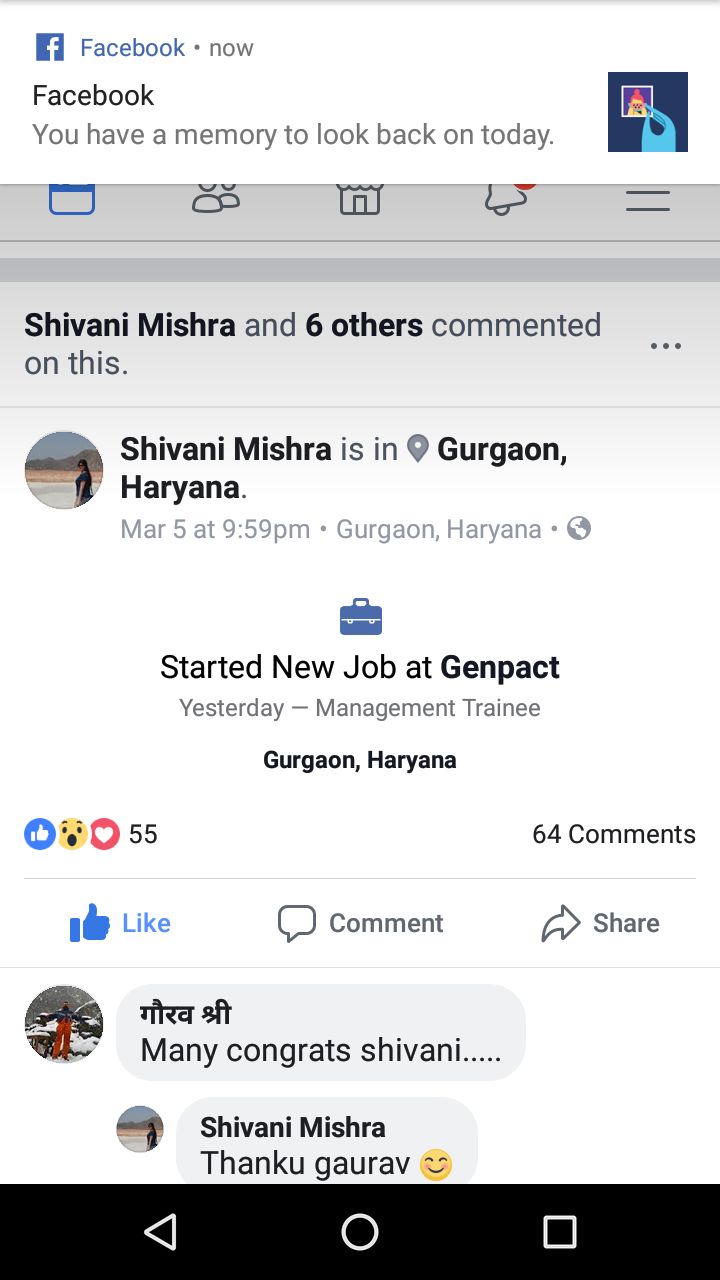 Facebook • now
Facebook
You have a memory to look back on today.
Shivani Mishra and 6 others commented
on this.
Shivani Mishra is in Gurgaon,
Haryana.
Mar 5 at 9:59pm • Gurgaon, Haryana •
Started New Job at Genpact
Yesterday — Management Trainee
Gurgaon, Haryana
55
64 Comments
Like
Comment
Share
गौरव श्री
Many congrats shivani.....
Shivani Mishra
Thanku gaurav 😊